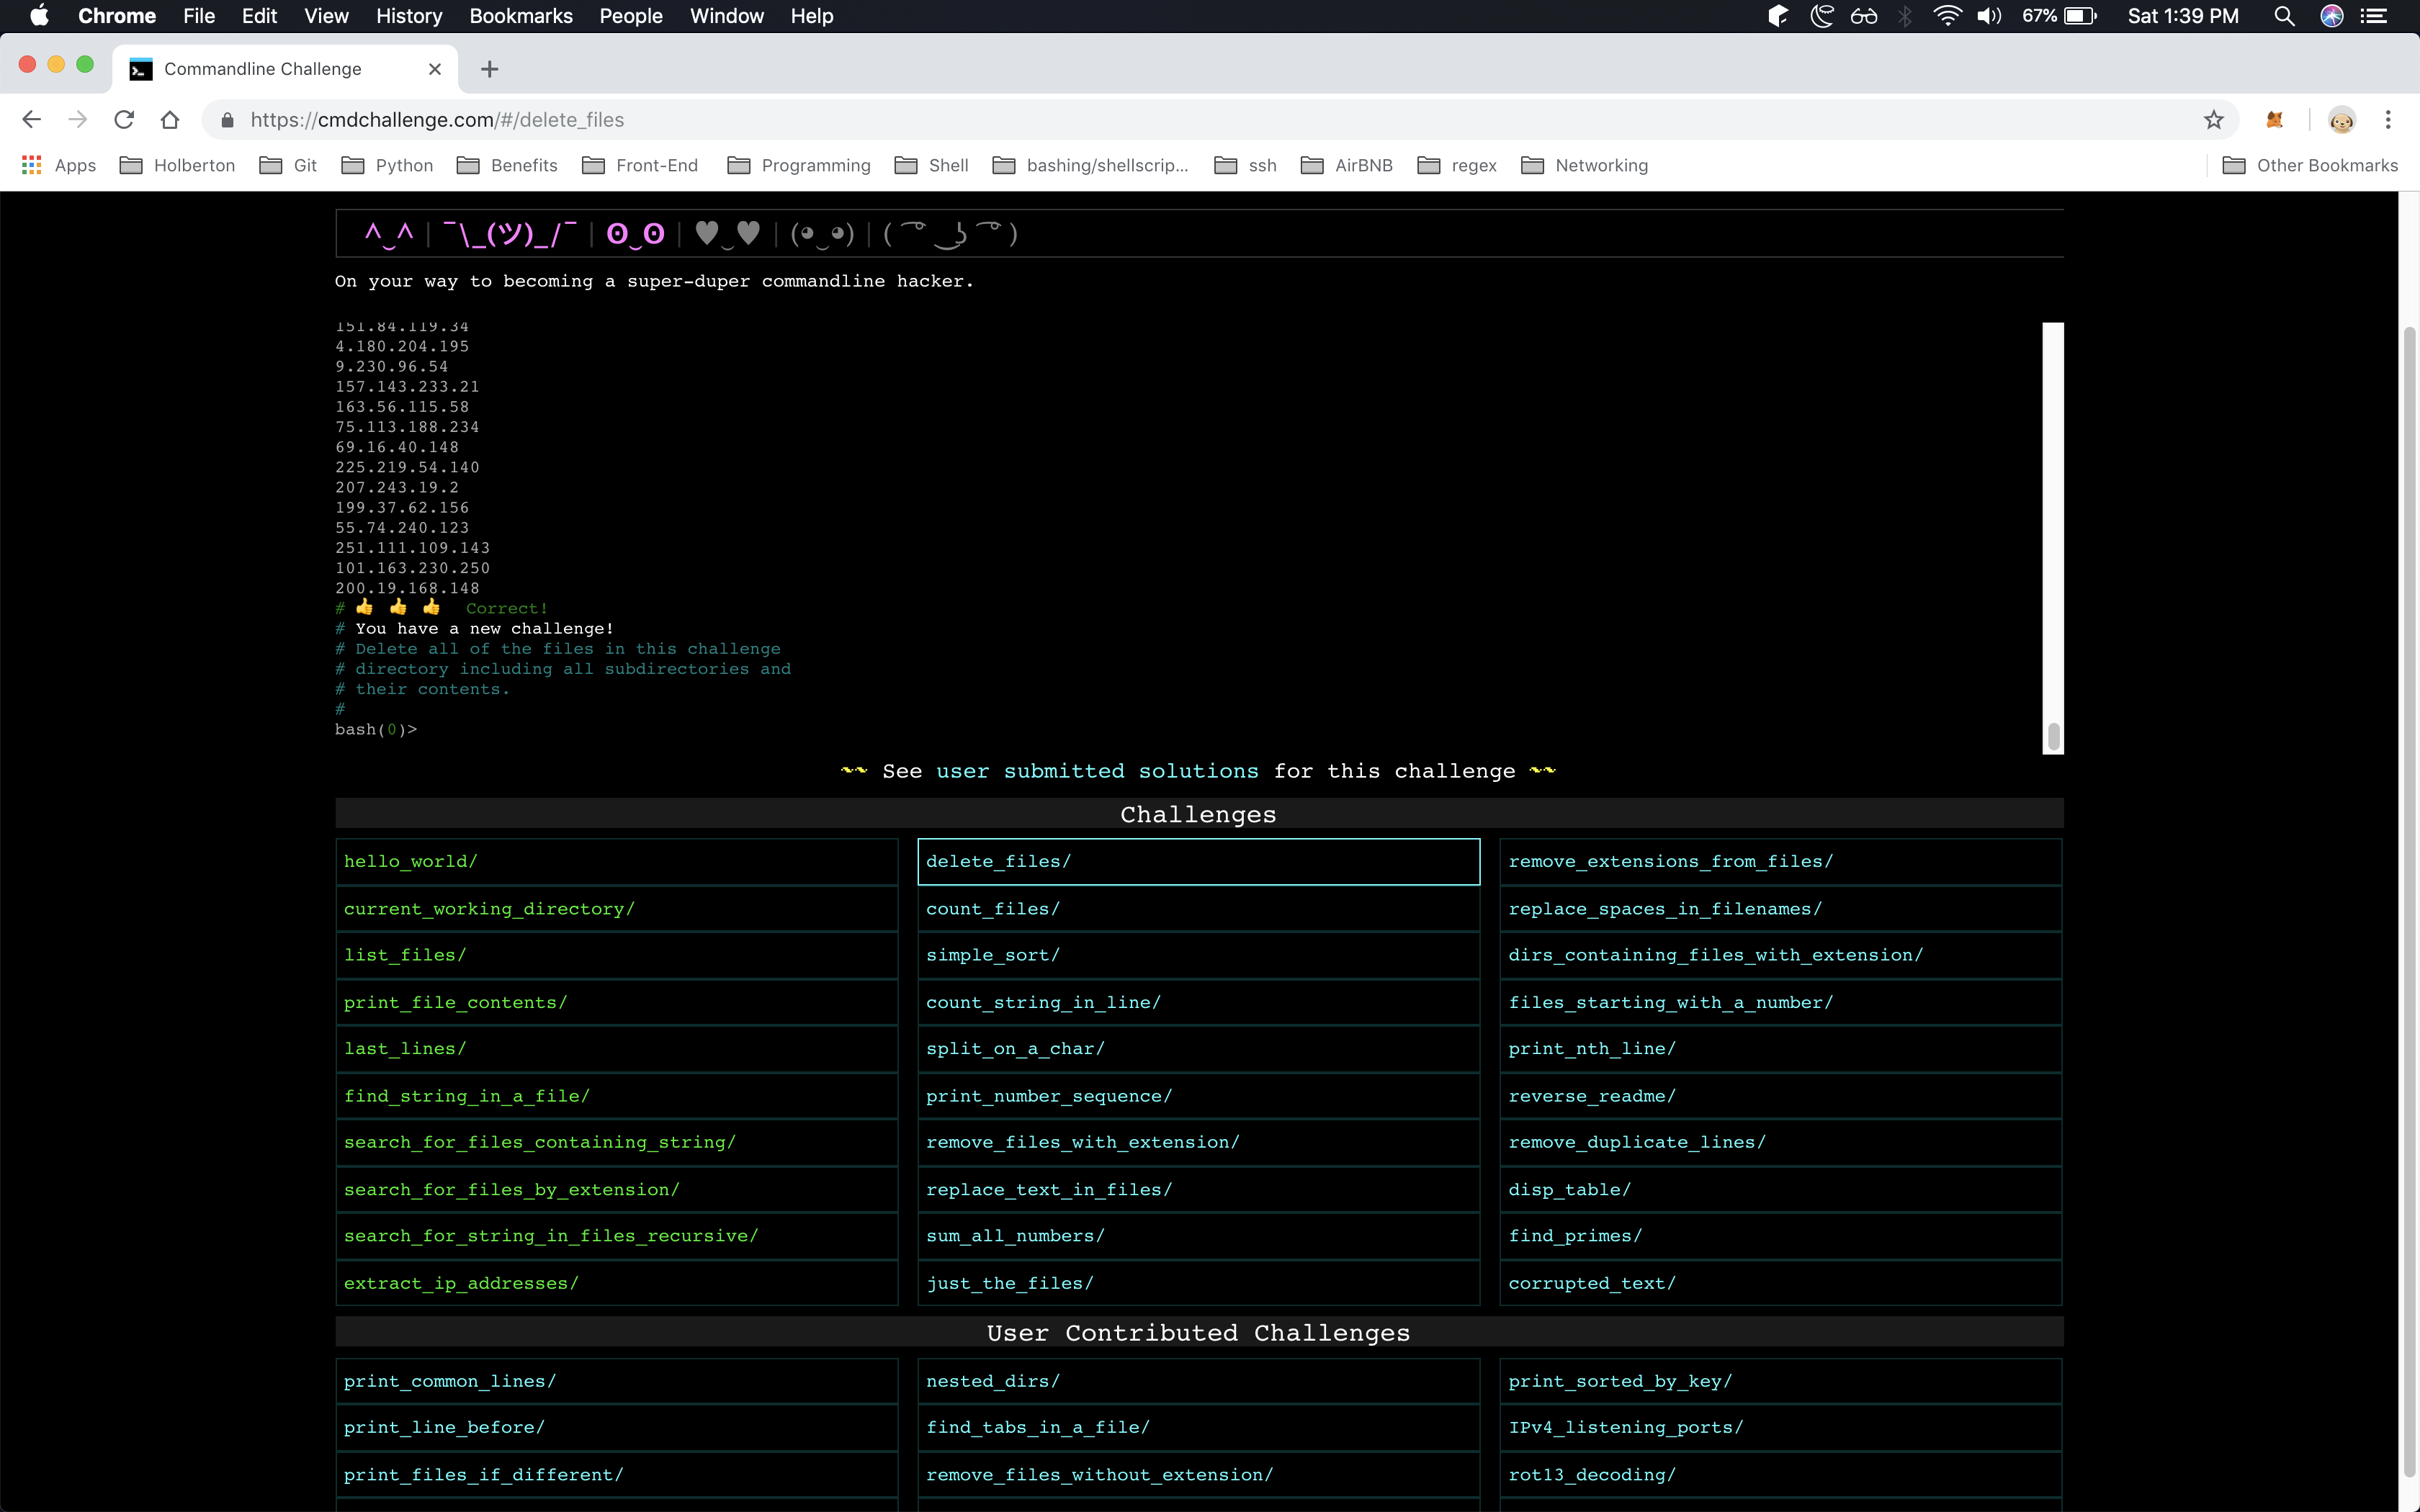 Chrome File Edit View History Bookmarks People Window Help 67% Sat 1:39 PM
Commandline Challenge
https://cmdchallenge.com/#/delete_files
Apps Holberton Git Python Benefits Front-End Programming Shell bashing/shellscrip... ssh AirBNB regex Networking Other Bookmarks
^‿^ | ¯\_(ツ)_/¯ | ʘ‿ʘ | ♥‿♥ | (◕‿◕) | ( ͡° ͜ʖ ͡° )
On your way to becoming a super-duper commandline hacker.
151.84.119.34
4.180.204.195
9.230.96.54
157.143.233.21
163.56.115.58
75.113.188.234
69.16.40.148
225.219.54.140
207.243.19.2
199.37.62.156
55.74.240.123
251.111.109.143
101.163.230.250
200.19.168.148
# 👍 👍 👍 Correct!
# You have a new challenge!
# Delete all of the files in this challenge
# directory including all subdirectories and
# their contents.
#
bash(0)>
~~ See user submitted solutions for this challenge ~~
Challenges
hello_world/ delete_files/ remove_extensions_from_files/
current_working_directory/ count_files/ replace_spaces_in_filenames/
list_files/ simple_sort/ dirs_containing_files_with_extension/
print_file_contents/ count_string_in_line/ files_starting_with_a_number/
last_lines/ split_on_a_char/ print_nth_line/
find_string_in_a_file/ print_number_sequence/ reverse_readme/
search_for_files_containing_string/ remove_files_with_extension/ remove_duplicate_lines/
search_for_files_by_extension/ replace_text_in_files/ disp_table/
search_for_string_in_files_recursive/ sum_all_numbers/ find_primes/
extract_ip_addresses/ just_the_files/ corrupted_text/
User Contributed Challenges
print_common_lines/ nested_dirs/ print_sorted_by_key/
print_line_before/ find_tabs_in_a_file/ IPv4_listening_ports/
print_files_if_different/ remove_files_without_extension/ rot13_decoding/